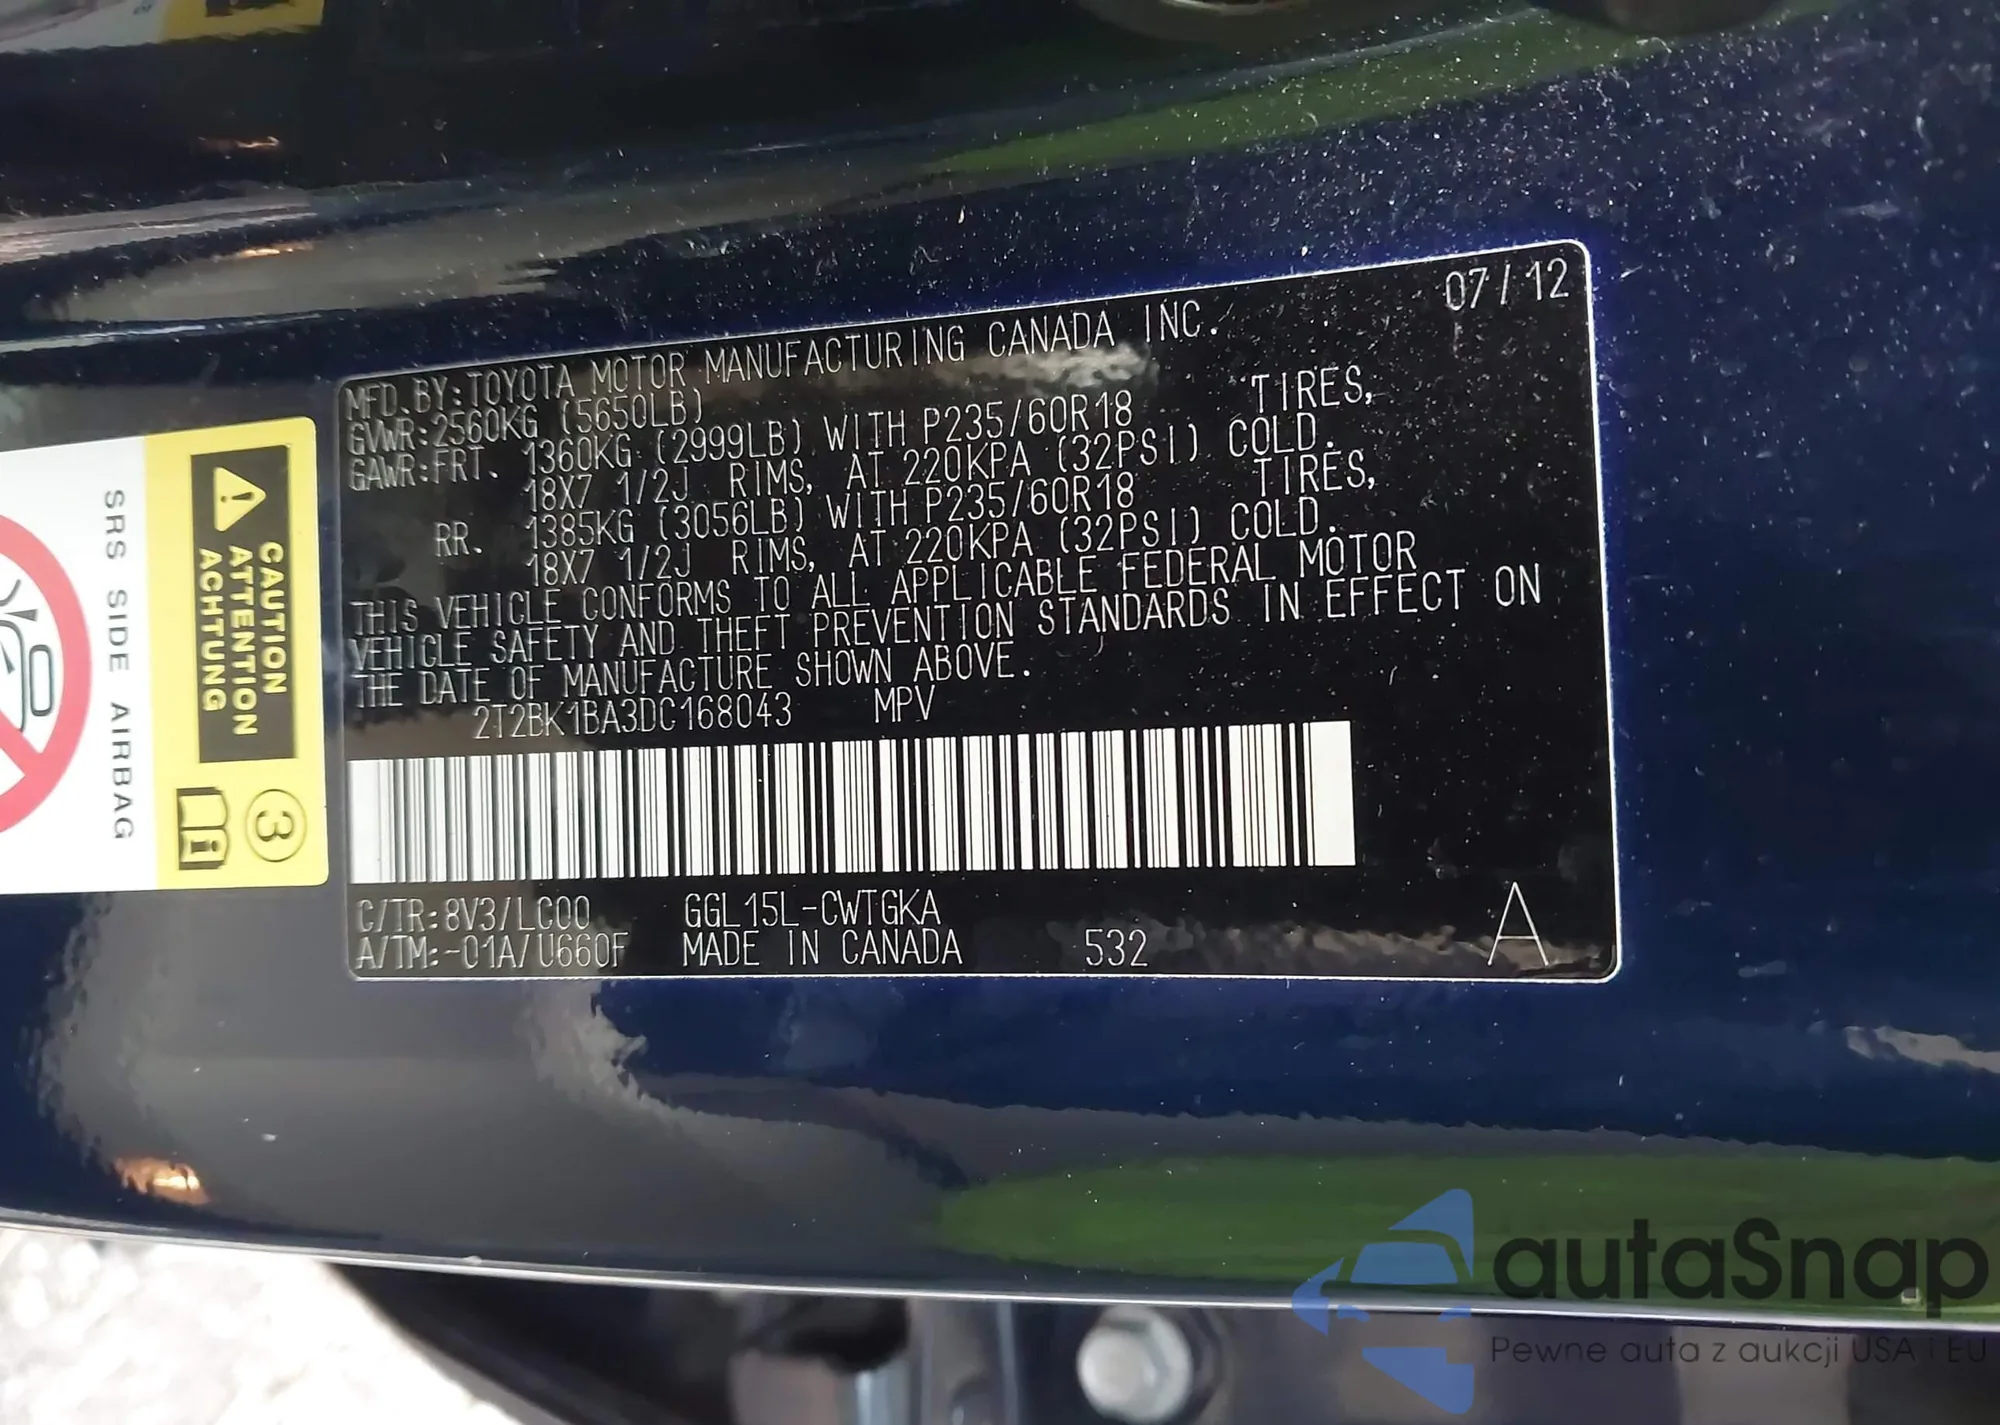 07/12
MFD.BY:TOYOTA MOTOR MANUFACTURING CANADA INC.
GVWR:2560KG (5650LB)
GAWR:FRT. 1360KG (2999LB) WITH P235/60R18 TIRES,
18X7 1/2J RIMS, AT 220KPA (32PSI) COLD.
RR. 1385KG (3056LB) WITH P235/60R18 TIRES,
18X7 1/2J RIMS, AT 220KPA (32PSI) COLD.
THIS VEHICLE CONFORMS TO ALL APPLICABLE FEDERAL MOTOR
VEHICLE SAFETY AND THEFT PREVENTION STANDARDS IN EFFECT ON
THE DATE OF MANUFACTURE SHOWN ABOVE.
2T2BK1BA3DC168043 MPV
C/TR:8V3/LC00 GGL15L-CWTGKA
A/TM:-01A/U660F MADE IN CANADA 532 A
CAUTION
ATTENTION
ACHTUNG
3
SRS SIDE AIRBAG
autaSnap
Pewne auta z aukcji USA i EU